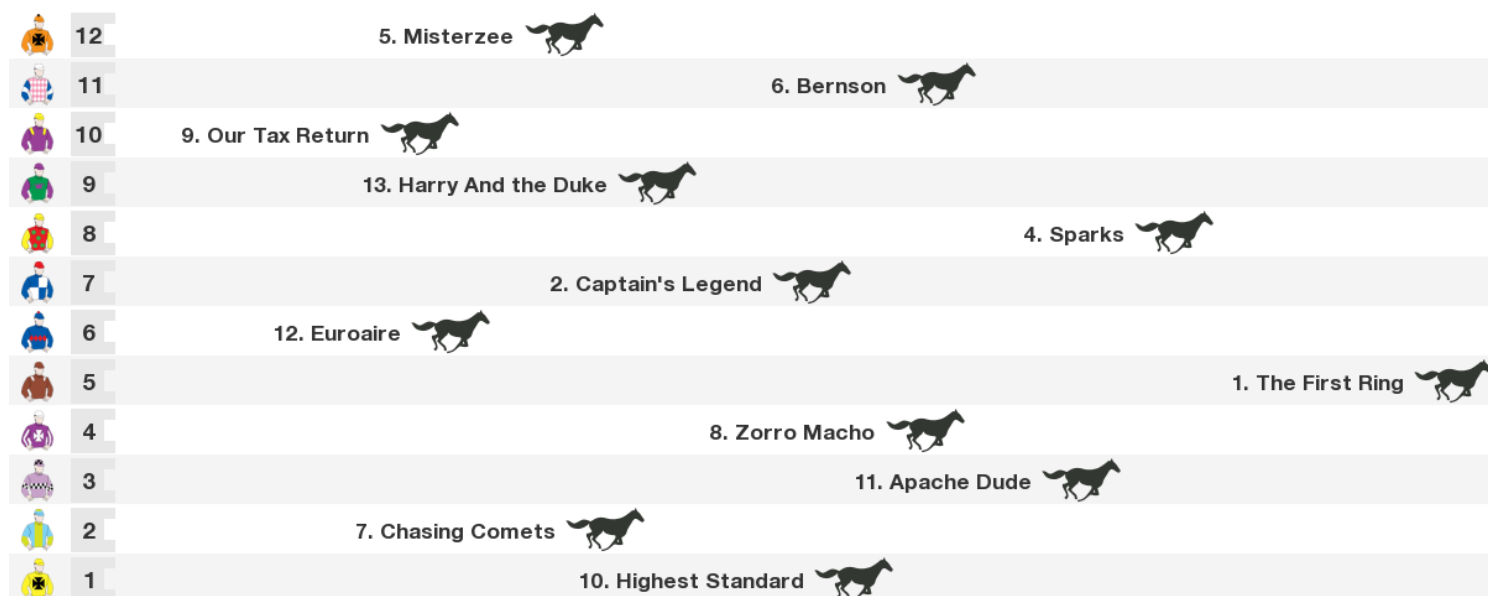 12 5. Misterzee
11 6. Bernson
10 9. Our Tax Return
9 13. Harry And the Duke
8 4. Sparks
7 2. Captain's Legend
6 12. Euroaire
5 1. The First Ring
4 8. Zorro Macho
3 11. Apache Dude
2 7. Chasing Comets
1 10. Highest Standard